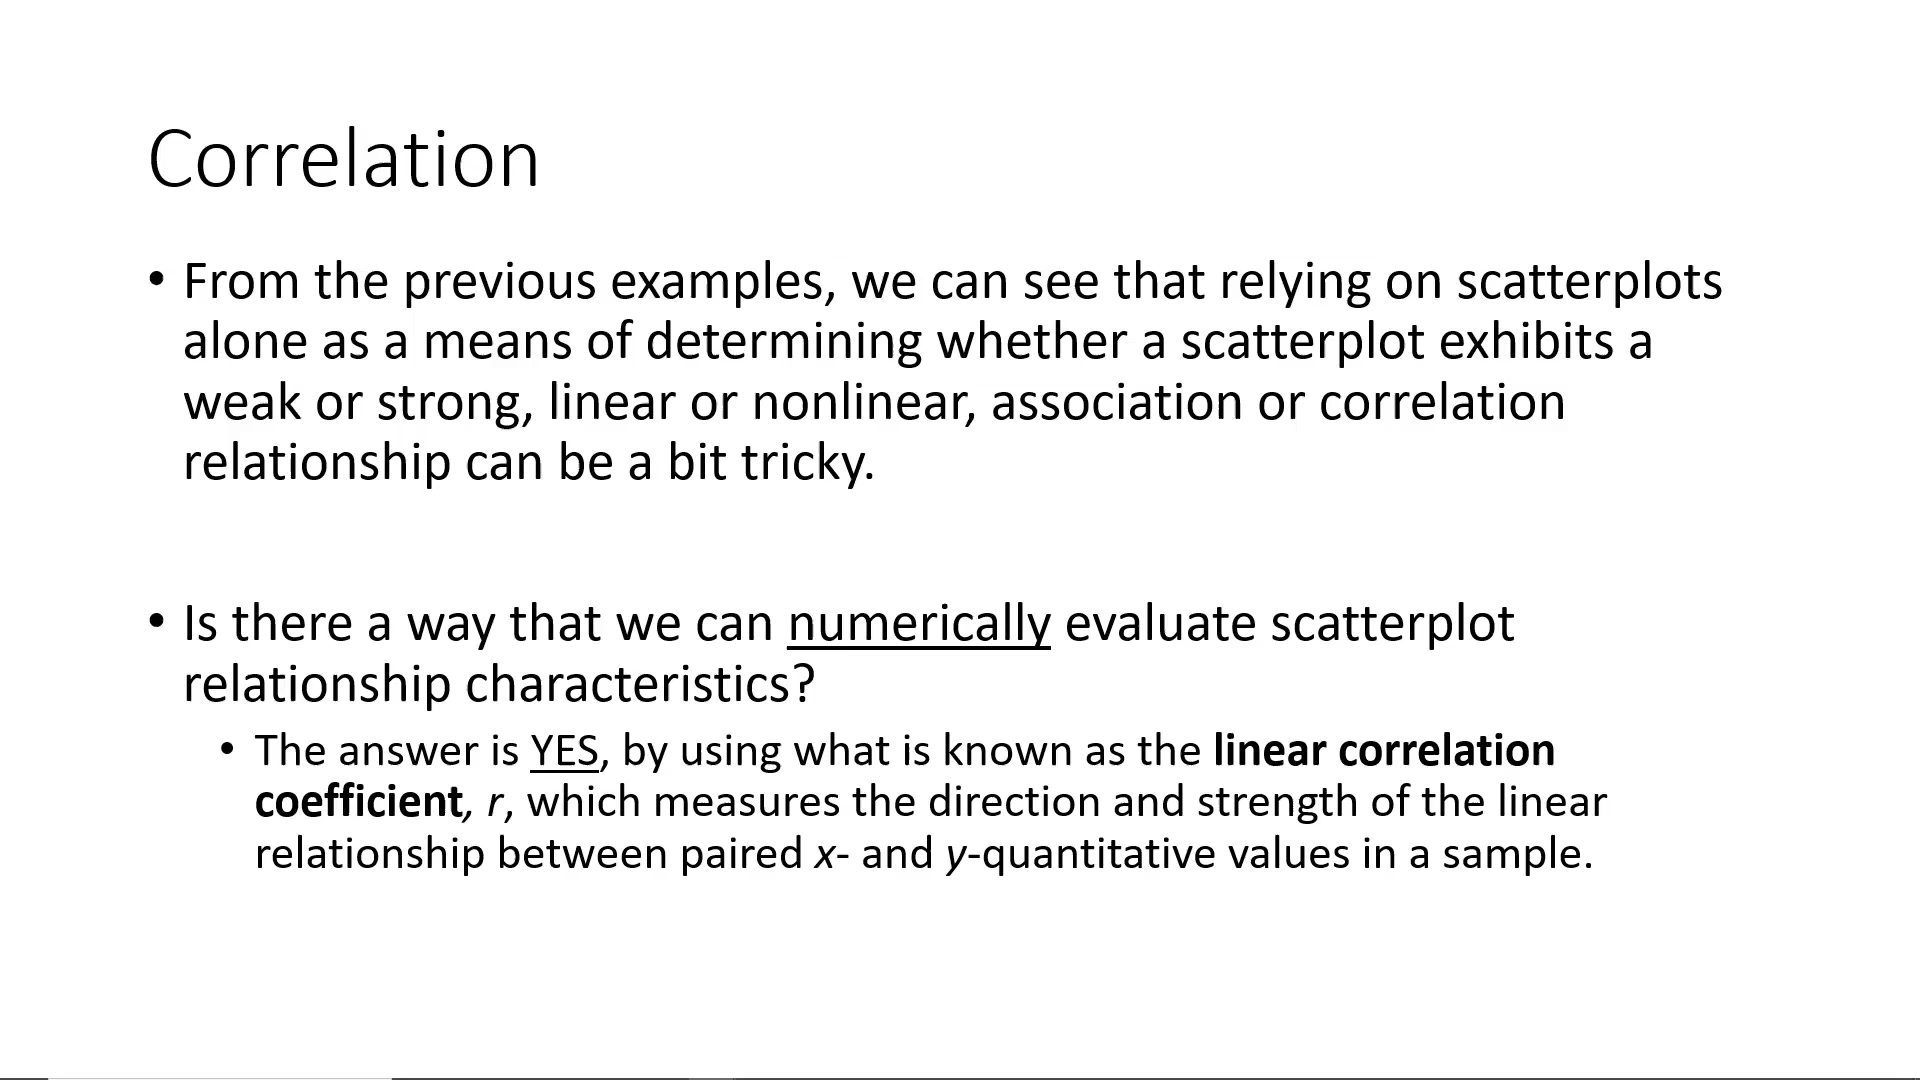 Correlation
• From the previous examples, we can see that relying on scatterplots
alone as a means of determining whether a scatterplot exhibits a
weak or strong, linear or nonlinear, association or correlation
relationship can be a bit tricky.
• Is there a way that we can numerically evaluate scatterplot
relationship characteristics?
• The answer is YES, by using what is known as the linear correlation
coefficient, r, which measures the direction and strength of the linear
relationship between paired x- and y-quantitative values in a sample.